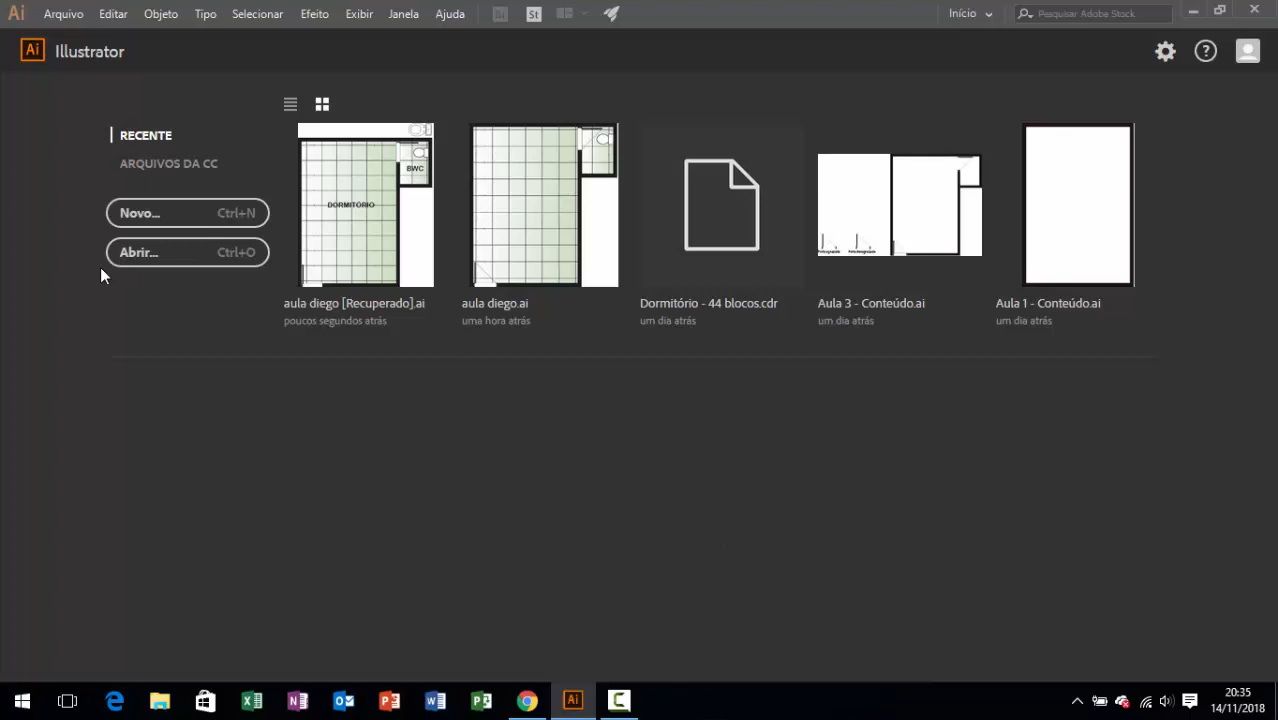 Ai Arquivo Editar Objeto Tipo Selecionar Efeito Exibir Janela Ajuda Br St Início Pesquisar Adobe Stock
Ai Illustrator
RECENTE
ARQUIVOS DA CC
Novo... Ctrl+N
Abrir... Ctrl+O
BWC
DORMITÓRIO
aula diego [Recuperado].ai
poucos segundos atrás
aula diego.ai
uma hora atrás
Dormitório - 44 blocos.cdr
um dia atrás
Aula 3 - Conteúdo.ai
um dia atrás
Aula 1 - Conteúdo.ai
um dia atrás
Ai
20:35
14/11/2018